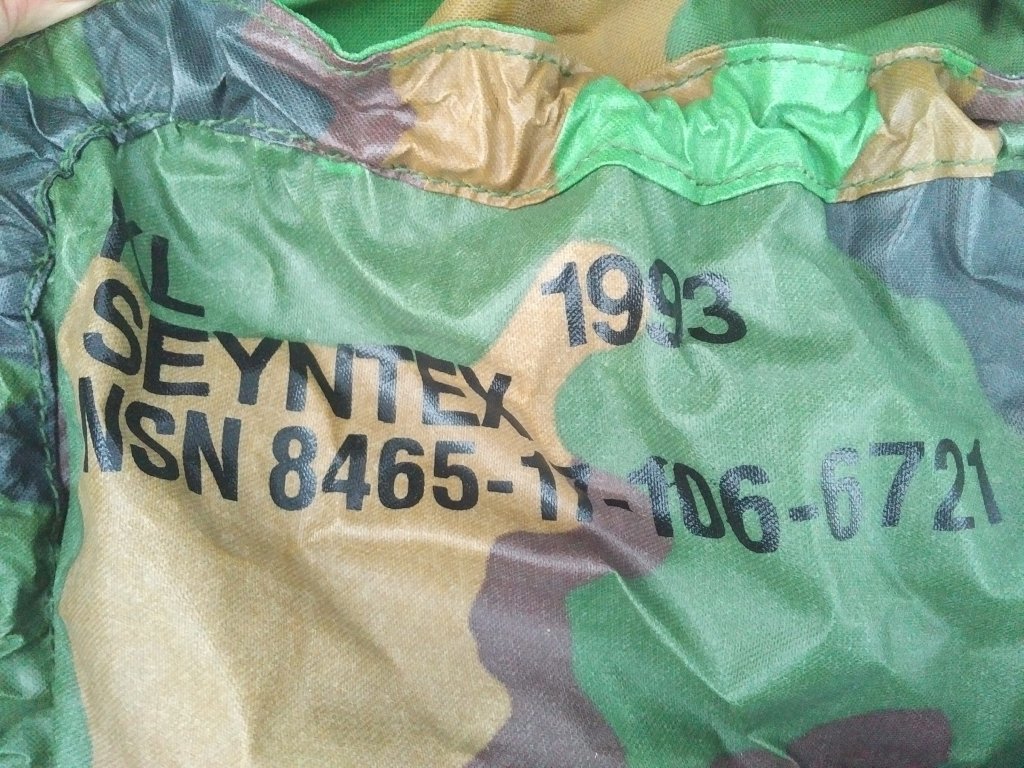 XL
1993
SEYNTEX
NSN 8465-11-106-6721